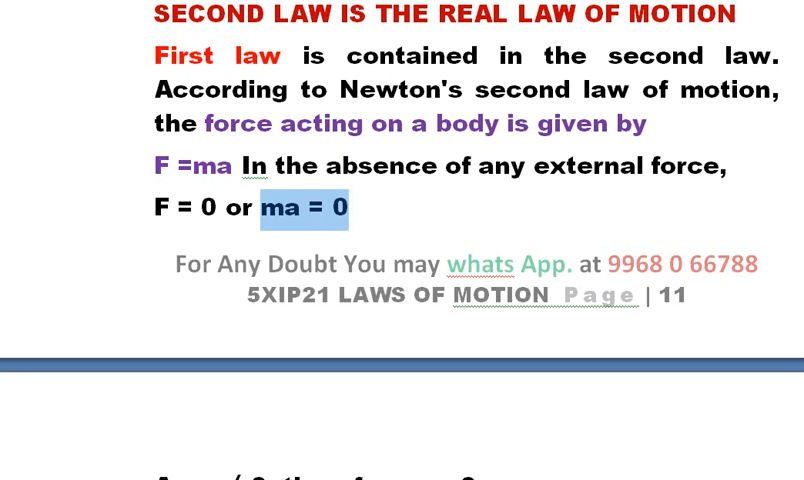 SECOND LAW IS THE REAL LAW OF MOTION
First law is contained in the second law.
According to Newton's second law of motion,
the force acting on a body is given by
F =ma In the absence of any external force,
F = 0 or ma = 0
For Any Doubt You may whats App. at 9968 0 66788
5XIP21 LAWS OF MOTION Page | 11